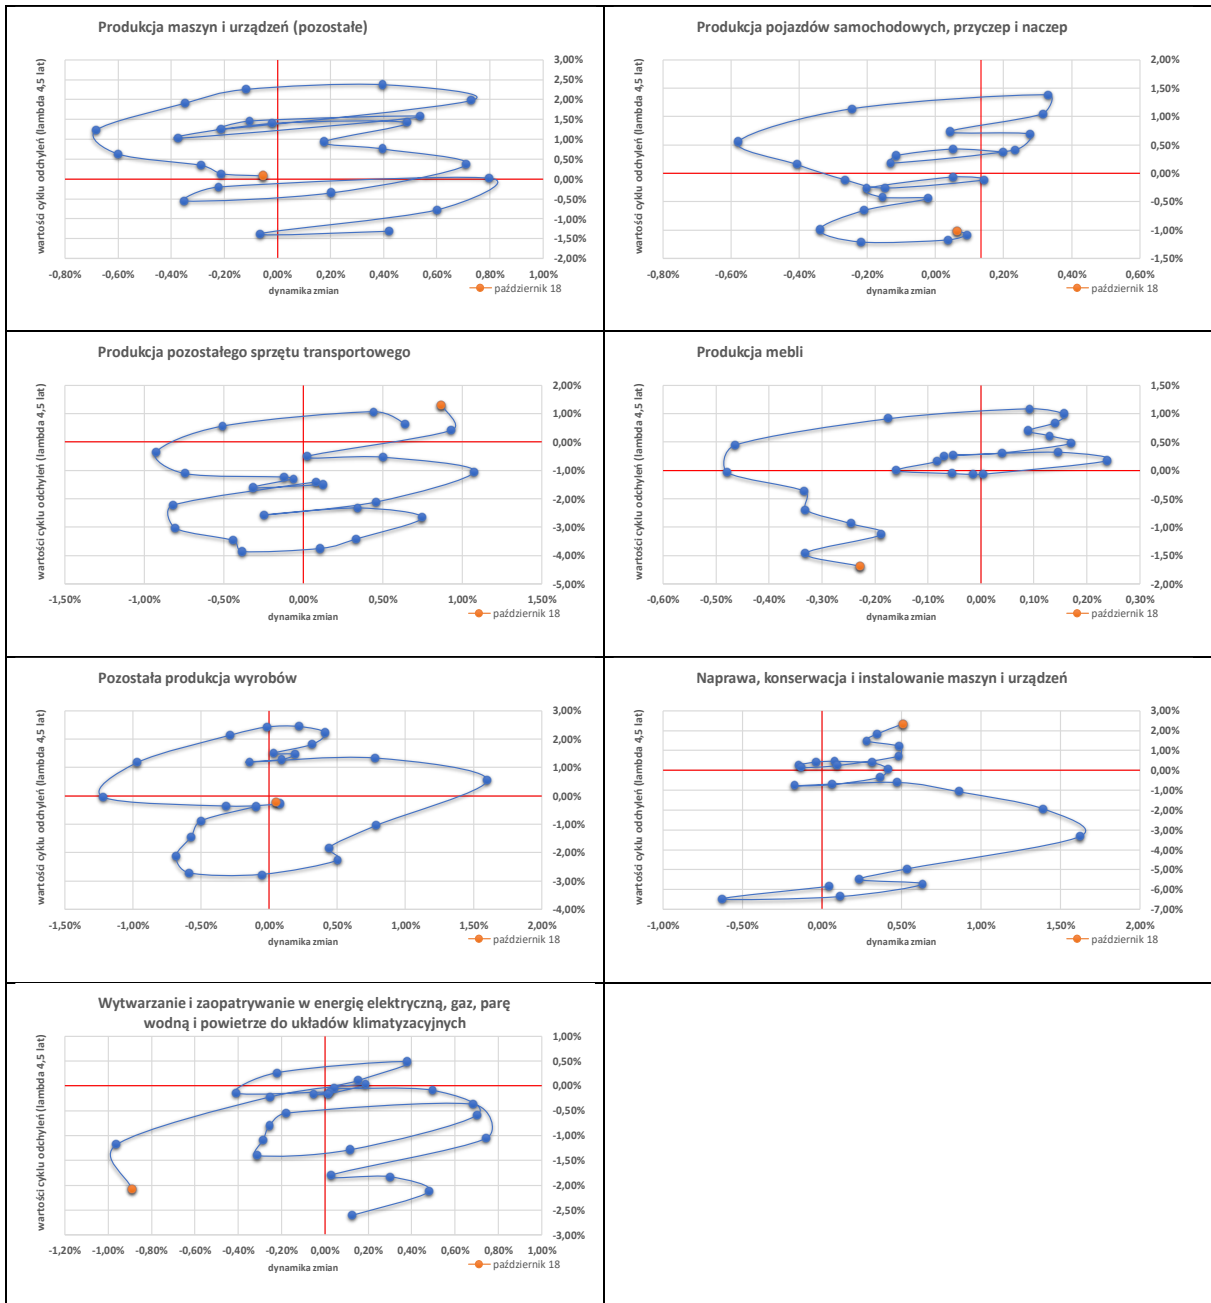 Produkcja maszyn i urządzeń (pozostałe)
wartości cyklu odchyleń (lambda 4,5 lat)
3,00%
2,50%
2,00%
1,50%
1,00%
0,50%
0,00%
-0,50%
-1,00%
-1,50%
-2,00%
-0,80% -0,60% -0,40% -0,20% 0,00% 0,20% 0,40% 0,60% 0,80% 1,00%
dynamika zmian
październik 18
Produkcja pojazdów samochodowych, przyczep i naczep
wartości cyklu odchyleń (lambda 4,5 lat)
2,00%
1,50%
1,00%
0,50%
0,00%
-0,50%
-1,00%
-1,50%
-0,80% -0,60% -0,40% -0,20% 0,00% 0,20% 0,40% 0,60%
dynamika zmian
październik 18
Produkcja pozostałego sprzętu transportowego
wartości cyklu odchyleń (lambda 4,5 lat)
2,00%
1,00%
0,00%
-1,00%
-2,00%
-3,00%
-4,00%
-5,00%
-1,50% -1,00% -0,50% 0,00% 0,50% 1,00% 1,50%
dynamika zmian
październik 18
Produkcja mebli
wartości cyklu odchyleń (lambda 4,5 lat)
1,50%
1,00%
0,50%
0,00%
-0,50%
-1,00%
-1,50%
-2,00%
-0,60% -0,50% -0,40% -0,30% -0,20% -0,10% 0,00% 0,10% 0,20% 0,30%
dynamika zmian
październik 18
Pozostała produkcja wyrobów
wartości cyklu odchyleń (lambda 4,5 lat)
3,00%
2,00%
1,00%
0,00%
-1,00%
-2,00%
-3,00%
-4,00%
-1,50% -1,00% -0,50% 0,00% 0,50% 1,00% 1,50% 2,00%
dynamika zmian
październik 18
Naprawa, konserwacja i instalowanie maszyn i urządzeń
wartości cyklu odchyleń (lambda 4,5 lat)
3,00%
2,00%
1,00%
0,00%
-1,00%
-2,00%
-3,00%
-4,00%
-5,00%
-6,00%
-7,00%
-1,00% -0,50% 0,00% 0,50% 1,00% 1,50% 2,00%
dynamika zmian
październik 18
Wytwarzanie i zaopatrywanie w energię elektryczną, gaz, parę
wodną i powietrze do układów klimatyzacyjnych
wartości cyklu odchyleń (lambda 4,5 lat)
1,00%
0,50%
0,00%
-0,50%
-1,00%
-1,50%
-2,00%
-2,50%
-3,00%
-1,20% -1,00% -0,80% -0,60% -0,40% -0,20% 0,00% 0,20% 0,40% 0,60% 0,80% 1,00%
dynamika zmian
październik 18